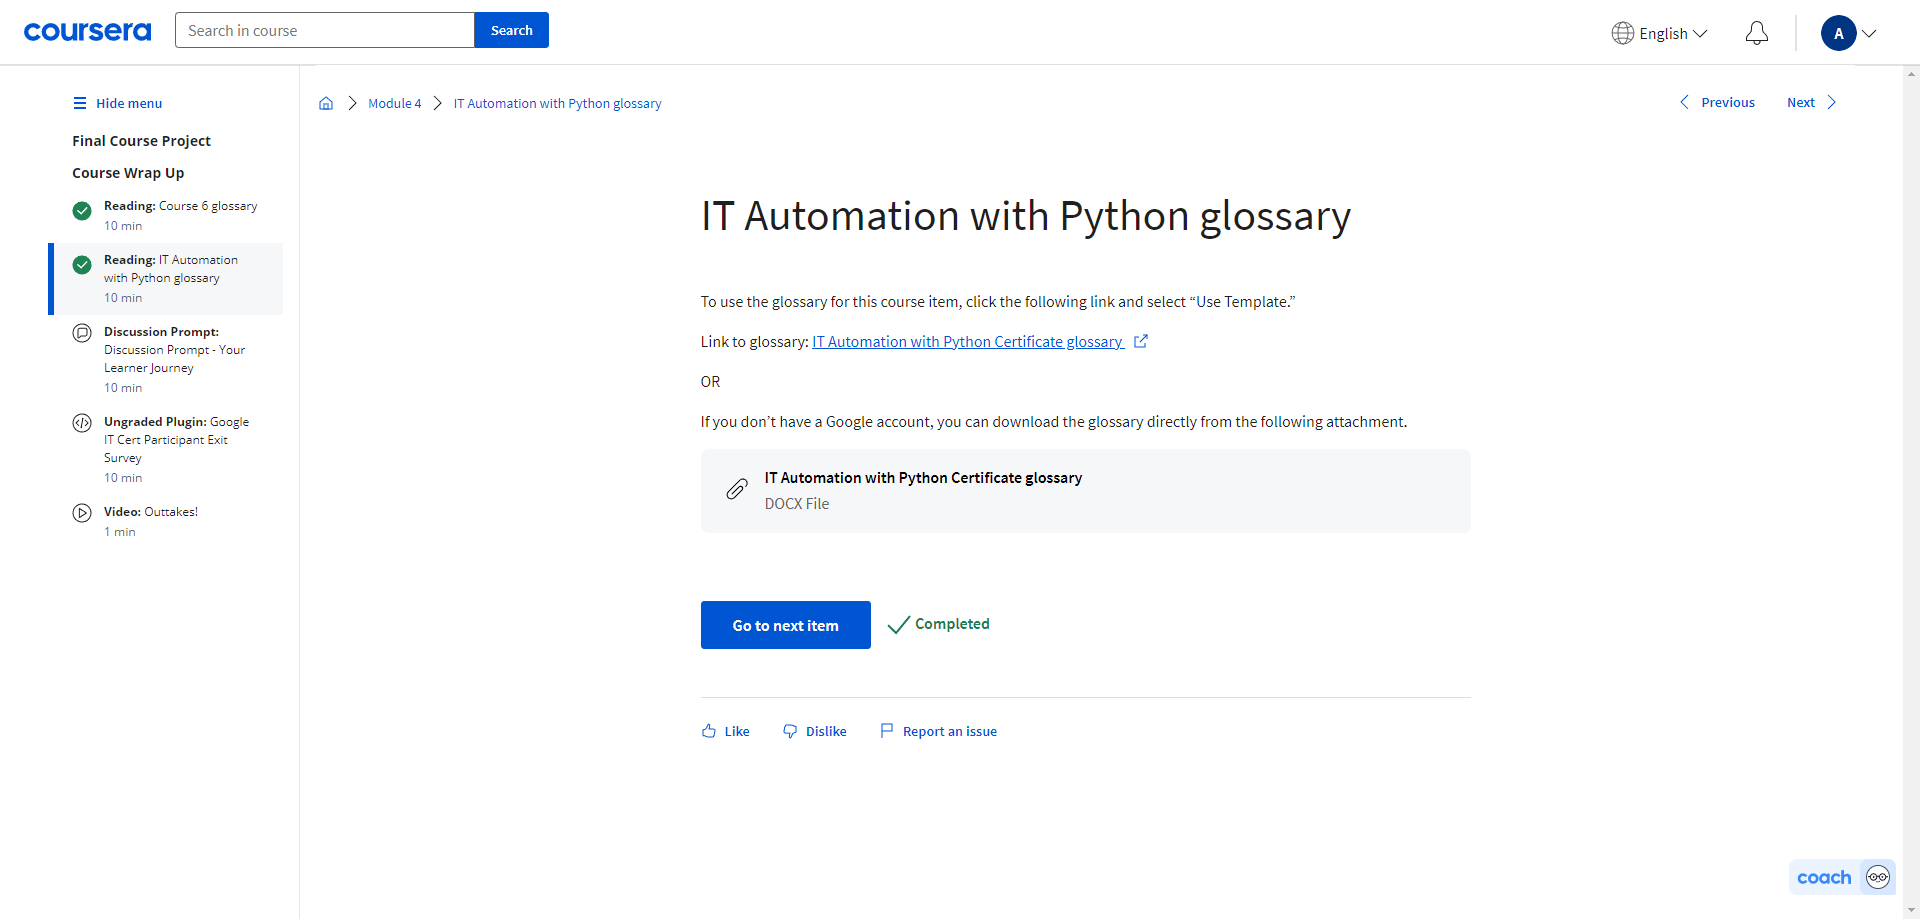 coursera
Search in course
Search
English
A
Hide menu
Final Course Project
Course Wrap Up
Reading: Course 6 glossary
10 min
Reading: IT Automation
with Python glossary
10 min
Discussion Prompt:
Discussion Prompt - Your
Learner Journey
10 min
Ungraded Plugin: Google
IT Cert Participant Exit
Survey
10 min
Video: Outtakes!
1 min
Module 4
IT Automation with Python glossary
Previous
Next
IT Automation with Python glossary
To use the glossary for this course item, click the following link and select “Use Template.”
Link to glossary: IT Automation with Python Certificate glossary
OR
If you don’t have a Google account, you can download the glossary directly from the following attachment.
IT Automation with Python Certificate glossary
DOCX File
Go to next item
Completed
Like
Dislike
Report an issue
coach